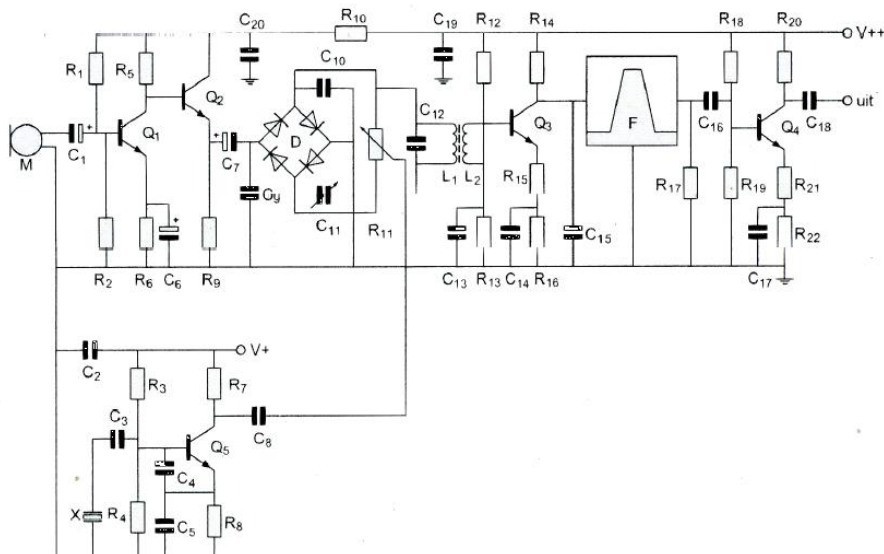 C20 R10 C19 R12 R14 R18 R20
V++
R1 R5 C10
Q2 C12 uit
Q1 Q3 F C16 Q4 C18
C1 C7 D
M
L1 L2 R15 R17 R19 R21
Cy C11
R11 C15 R22
R2 R6 C6 R9 C13 R13 C14 R16 C17
V+
C2
R3 R7
C3 C8
Q5
C4
X R4 C5 R8